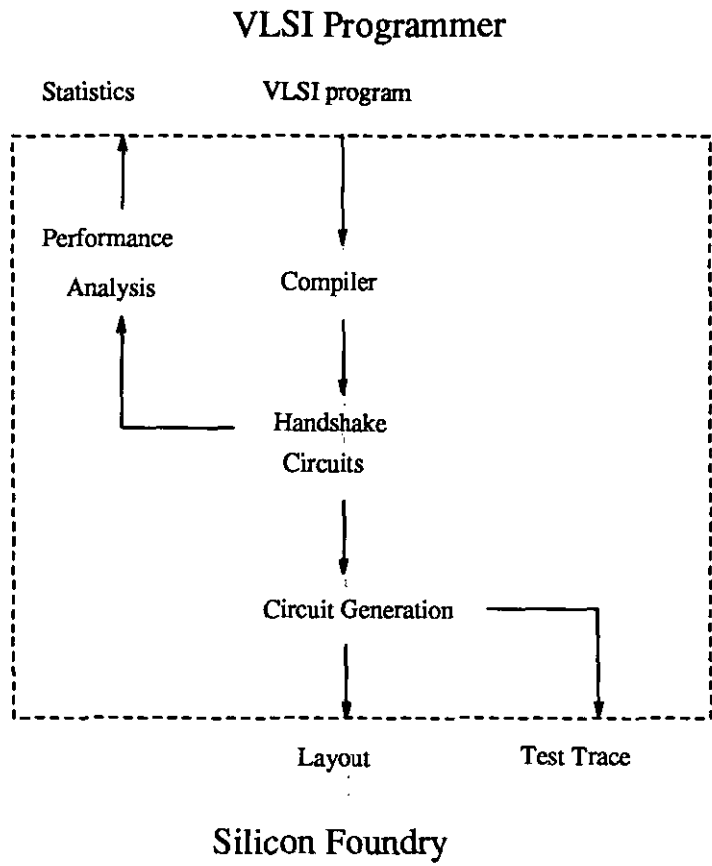 VLSI Programmer
Statistics
VLSI program
Performance
Analysis
Compiler
Handshake
Circuits
Circuit Generation
Layout
Test Trace
Silicon Foundry